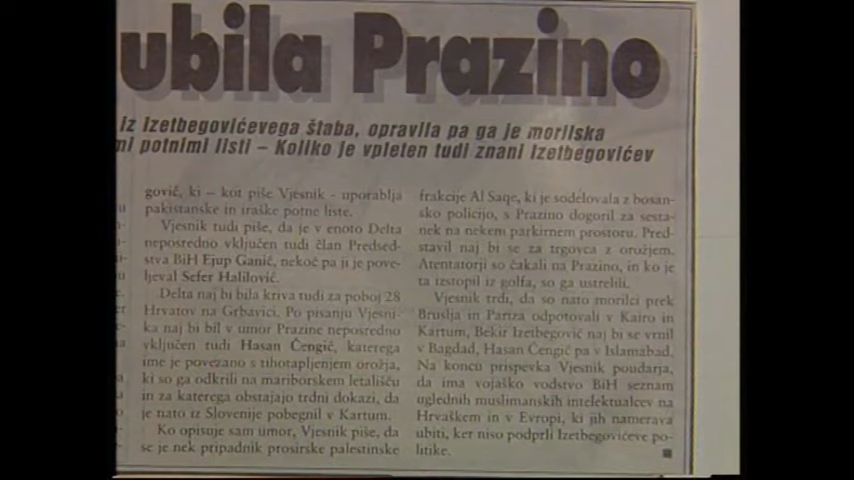 ubila Prazino
iz Izetbegovićevega štaba, opravila pa ga je morilska
mi potnimi listi – Koliko je vpleten tudi znani Izetbegovićev
gović, ki – kot piše Vjesnik - uporablja
pakistanske in iraške potne liste.
Vjesnik tudi piše, da je v enoto Delta
neposredno vključen tudi član Predsed-
stva BiH Ejup Ganić, nekoč pa ji je pove-
ljeval Sefer Halilović.
Delta naj bi bila kriva tudi za poboj 28
Hrvatov na Grbavici. Po pisanju Vjesni-
ka naj bi bil v umor Prazine neposredno
vključen tudi Hasan Čengić, katerega
ime je povezano s tihotapljenjem orožja,
ki so ga odkrili na mariborskem letališču
in za katerega obstajajo trdni dokazi, da
je nato iz Slovenije pobegnil v Kartum.
Ko opisuje sam umor, Vjesnik piše, da
se je nek pripadnik prosirske palestinske
frakcije Al Saqe, ki je sodelovala z bosan-
sko policijo, s Prazino dogoril za sesta-
nek na nekem parkirnem prostoru. Pred-
stavil naj bi se za trgovca z orožjem.
Atentatorji so čakali na Prazino, in ko je
ta izstopil iz golfa, so ga ustrelili.
Vjesnik trdi, da so nato morilci prek
Bruslja in Pariza odpotovali v Kairo in
Kartum, Bekir Izetbegović naj bi se vrnil
v Bagdad, Hasan Čengić pa v Islamabad.
Na koncu prispevka Vjesnik poudarja,
da ima vojaško vodstvo BiH seznam
uglednih muslimanskih intelektualcev na
Hrvaškem in v Evropi, ki jih namerava
ubiti, ker niso podprli Izetbegovićeve po-
litike.